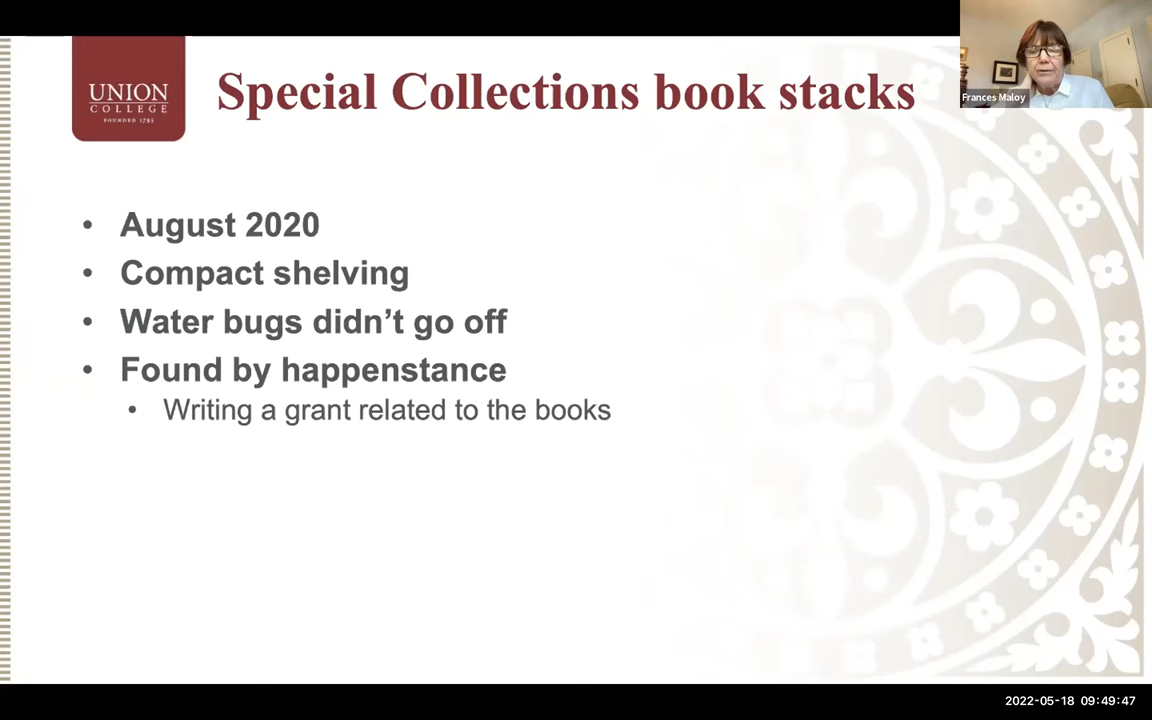 UNION
COLLEGE
FOUNDED 1795
Special Collections book stacks
Frances Maloy
• August 2020
• Compact shelving
• Water bugs didn’t go off
• Found by happenstance
• Writing a grant related to the books
2022-05-18 09:49:47